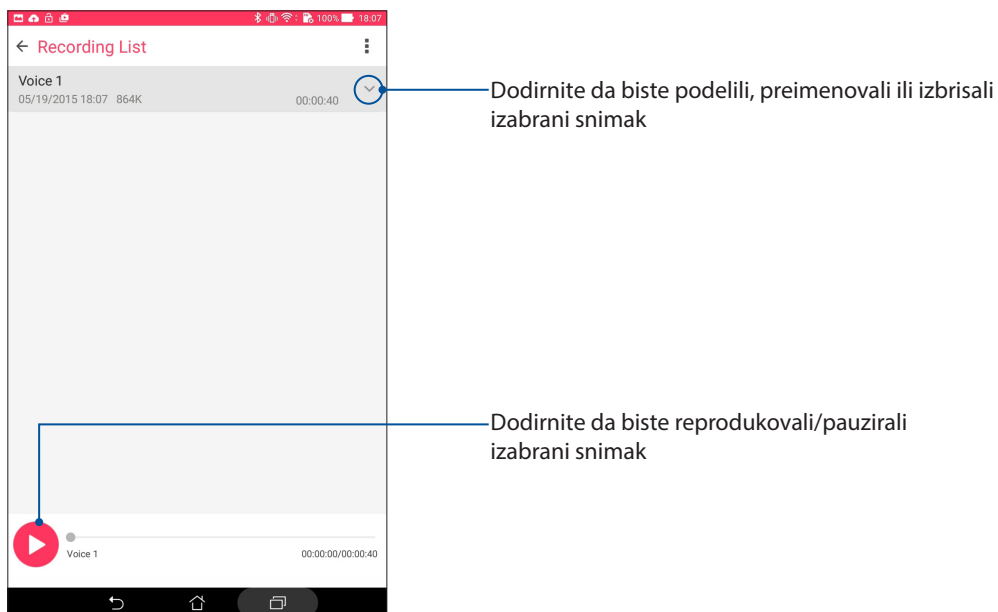 100% 18:07
Recording List
Voice 1
05/19/2015 18:07 864K 00:00:40
Dodirnite da biste podelili, preimenovali ili izbrisali
izabrani snimak
Dodirnite da biste reprodukovali/pauzirali
izabrani snimak
Voice 1 00:00:00/00:00:40